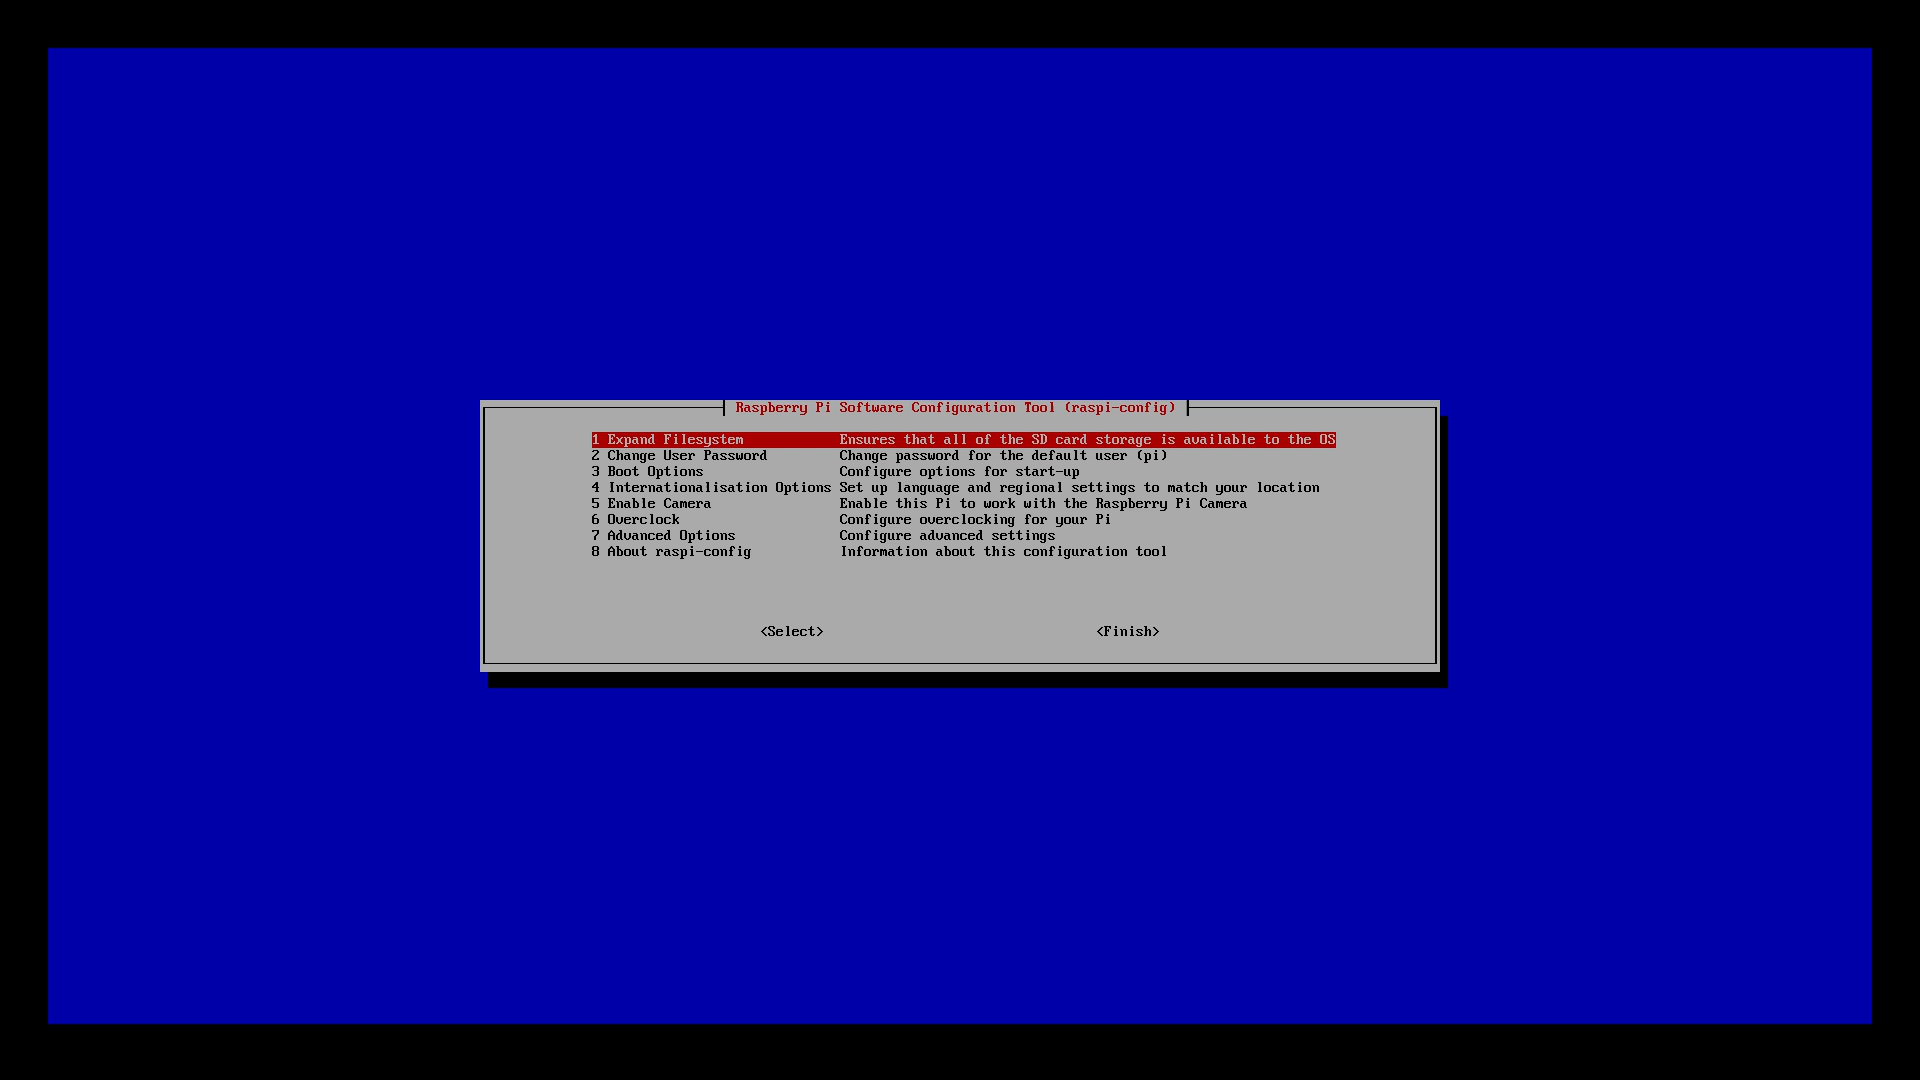 Raspberry Pi Software Configuration Tool (raspi-config)
1 Expand Filesystem Ensures that all of the SD card storage is available to the OS
2 Change User Password Change password for the default user (pi)
3 Boot Options Configure options for start-up
4 Internationalisation Options Set up language and regional settings to match your location
5 Enable Camera Enable this Pi to work with the Raspberry Pi Camera
6 Overclock Configure overclocking for your Pi
7 Advanced Options Configure advanced settings
8 About raspi-config Information about this configuration tool
<Select> <Finish>